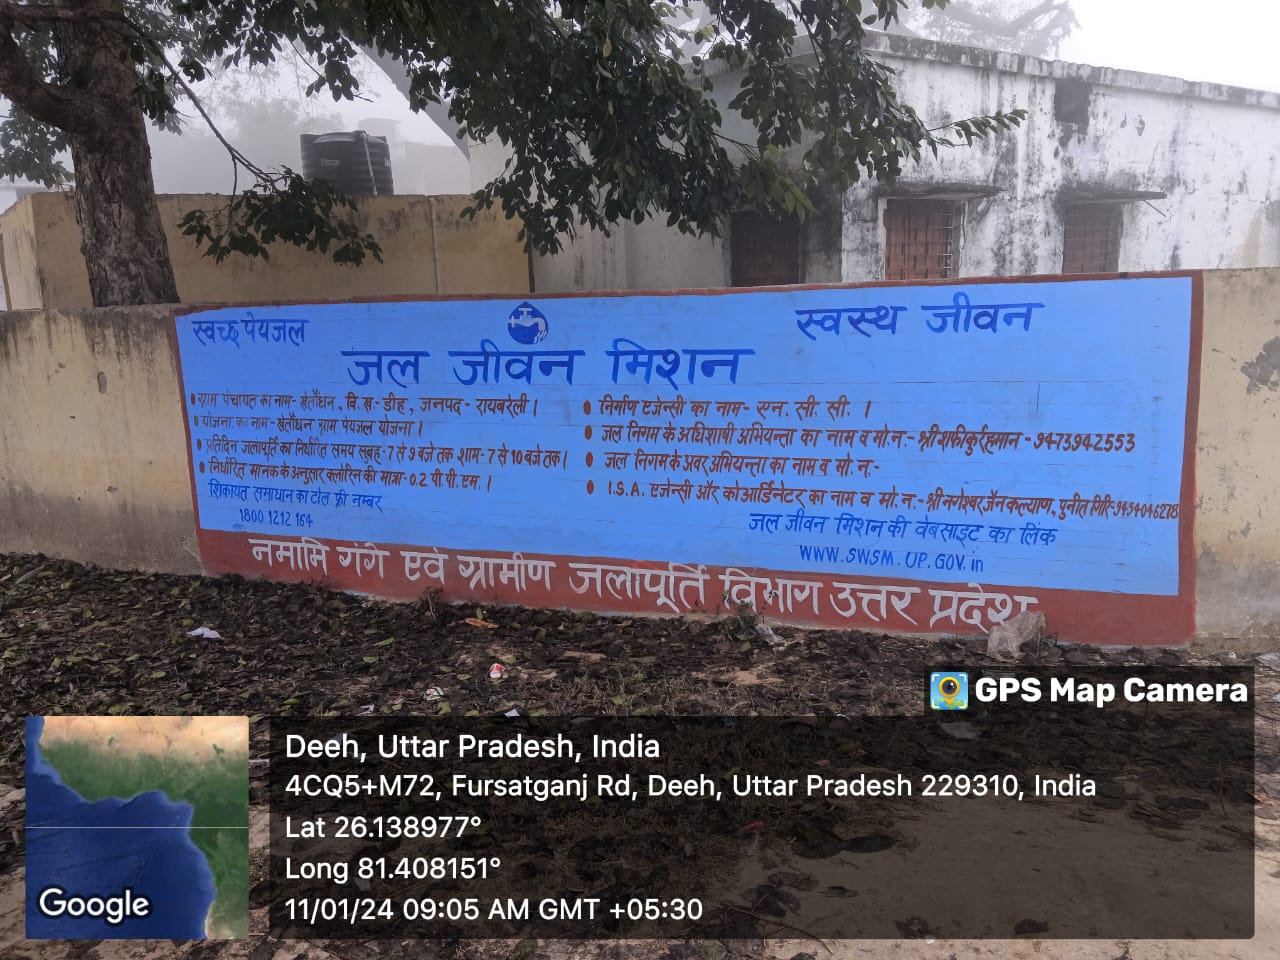 स्वच्छ पेयजल
स्वस्थ जीवन
जल जीवन मिशन
ग्राम पंचायत का नाम- खेतौधन, वि.ख.- डीह, जनपद- रायबरेली।
योजना का नाम- खेतौधन ग्राम पेयजल योजना।
प्रतिदिन जलापूर्ति का निर्धारित समय सुबह- 7 से 9 बजे तक शाम- 7 से 10 बजे तक।
निर्धारित मानक के अनुसार क्लोरिन की मात्रा- 0.2 पी.पी.एम.।
शिकायत समाधान का टोल फ्री नम्बर
1800 1212 164
निर्माण एजेन्सी का नाम- एन. सी. सी. ।
जल निगम के अधिशाषी अभियन्ता का नाम व मो.न.- श्री शफीकुर्रहमान - 9473942553
जल निगम के अवर अभियन्ता का नाम व मो.न.-
I.S.A. एजेन्सी और कोआर्डिनेटर का नाम व मो.न.- श्री नगेश्वर जैन कल्याण, पुनीत गिरि- 9454046278
जल जीवन मिशन की वेबसाइट का लिंक
WWW.SWSM.UP.GOV.in
नमामि गंगे एवं ग्रामीण जलापूर्ति विभाग उत्तर प्रदेश
GPS Map Camera
Deeh, Uttar Pradesh, India
4CQ5+M72, Fursatganj Rd, Deeh, Uttar Pradesh 229310, India
Lat 26.138977°
Long 81.408151°
11/01/24 09:05 AM GMT +05:30
Google